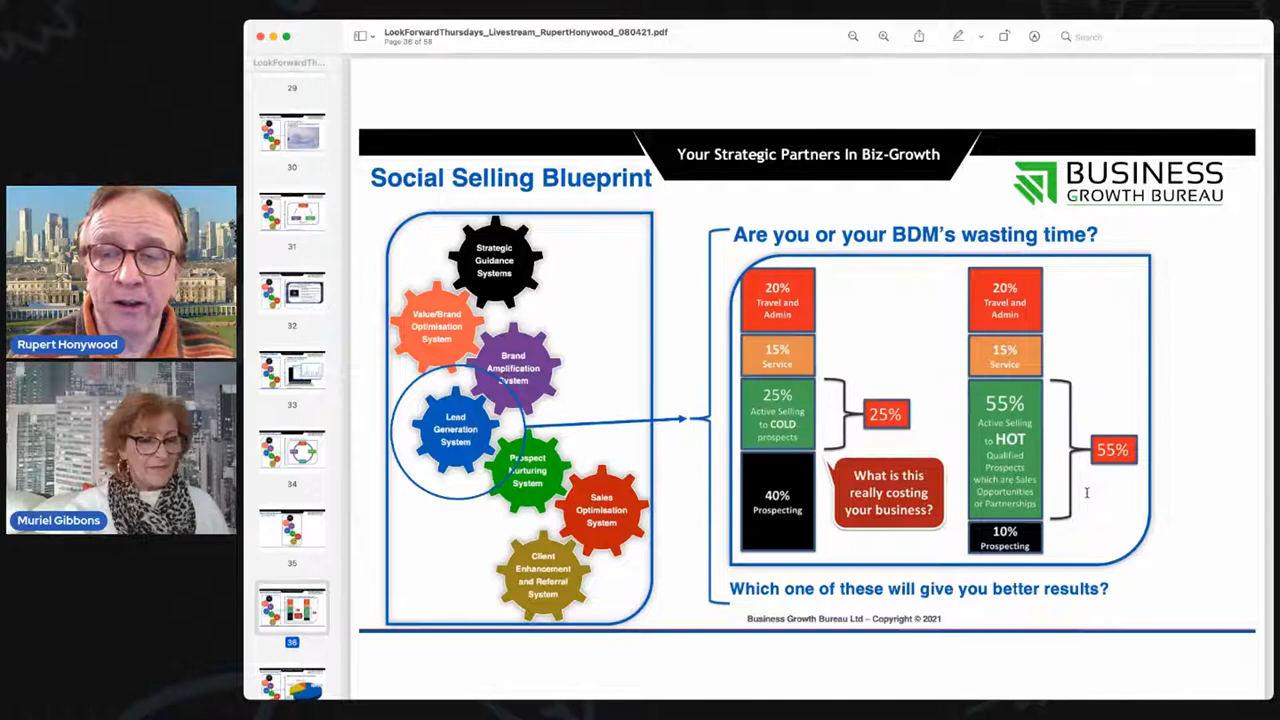 LookForwardThursdays_Livestream_RupertHonywood_080421.pdf
Page 36 of 58
Search
LookForwardTh...
29
30
31
32
33
34
35
36
Your Strategic Partners In Biz-Growth
Social Selling Blueprint
BUSINESS
GROWTH BUREAU
Strategic
Guidance
Systems
Value/Brand
Optimisation
System
Brand
Amplification
System
Lead
Generation
System
Prospect
Nurturing
System
Sales
Optimisation
System
Client
Enhancement
and Referral
System
Are you or your BDM's wasting time?
20%
Travel and
Admin
15%
Service
25%
Active Selling
to COLD
prospects
40%
Prospecting
25%
What is this
really costing
your business?
20%
Travel and
Admin
15%
Service
55%
Active Selling
to HOT
Qualified
Prospects
which are Sales
Opportunities
or Partnerships
10%
Prospecting
55%
Which one of these will give you better results?
Business Growth Bureau Ltd – Copyright © 2021
Rupert Honywood
Muriel Gibbons